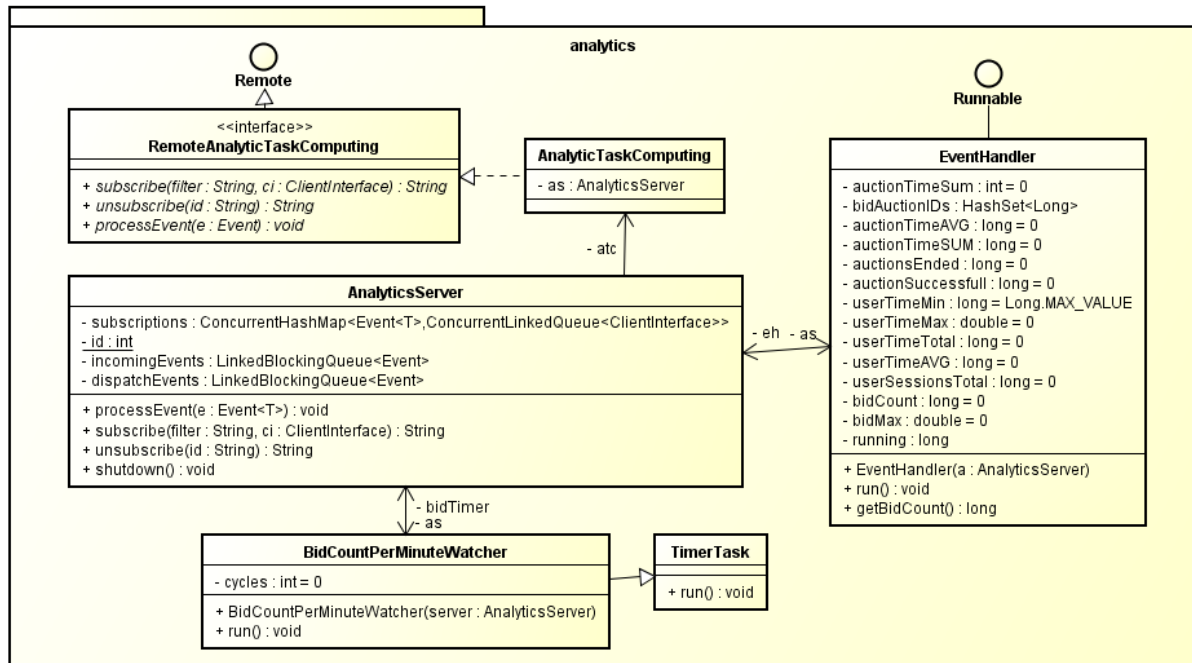 analytics
Remote
<<interface>>
RemoteAnalyticTaskComputing
+ subscribe(filter : String, ci : ClientInterface) : String
+ unsubscribe(id : String) : String
+ processEvent(e : Event) : void
AnalyticTaskComputing
- as : AnalyticsServer
Runnable
EventHandler
- auctionTimeSum : int = 0
- bidAuctionIDs : HashSet<Long>
- auctionTimeAVG : long = 0
- auctionTimeSUM : long = 0
- auctionsEnded : long = 0
- auctionSuccessfull : long = 0
- userTimeMin : long = Long.MAX_VALUE
- userTimeMax : double = 0
- userTimeTotal : long = 0
- userTimeAVG : long = 0
- userSessionsTotal : long = 0
- bidCount : long = 0
- bidMax : double = 0
- running : long
+ EventHandler(a : AnalyticsServer)
+ run() : void
+ getBidCount() : long
- atc
AnalyticsServer
- subscriptions : ConcurrentHashMap<Event<T>,ConcurrentLinkedQueue<ClientInterface>>
- id : int
- incomingEvents : LinkedBlockingQueue<Event>
- dispatchEvents : LinkedBlockingQueue<Event>
+ processEvent(e : Event<T>) : void
+ subscribe(filter : String, ci : ClientInterface) : String
+ unsubscribe(id : String) : String
+ shutdown() : void
- eh - as
- bidTimer
- as
BidCountPerMinuteWatcher
- cycles : int = 0
+ BidCountPerMinuteWatcher(server : AnalyticsServer)
+ run() : void
TimerTask
+ run() : void